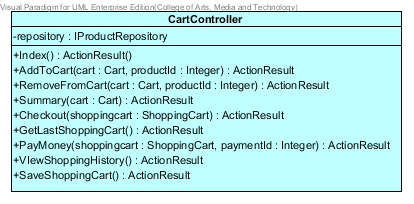 Visual Paradigm for UML Enterprise Edition(College of Arts, Media and Technology)
CartController
-repository : IProductRepository
+Index() : ActionResult()
+AddToCart(cart : Cart, productId : Integer) : ActionResult
+RemoveFromCart(cart : Cart, productId : Integer) : ActionResult
+Summary(cart : Cart) : ActionResult
+Checkout(shoppingcart : ShoppingCart) : ActionResult
+GetLastShoppingCart() : ActionResult
+PayMoney(shoppingcart : ShoppingCart, paymentId : Integer) : ActionResult
+VIewShoppingHistory() : ActionResult
+SaveShoppingCart() : ActionResult